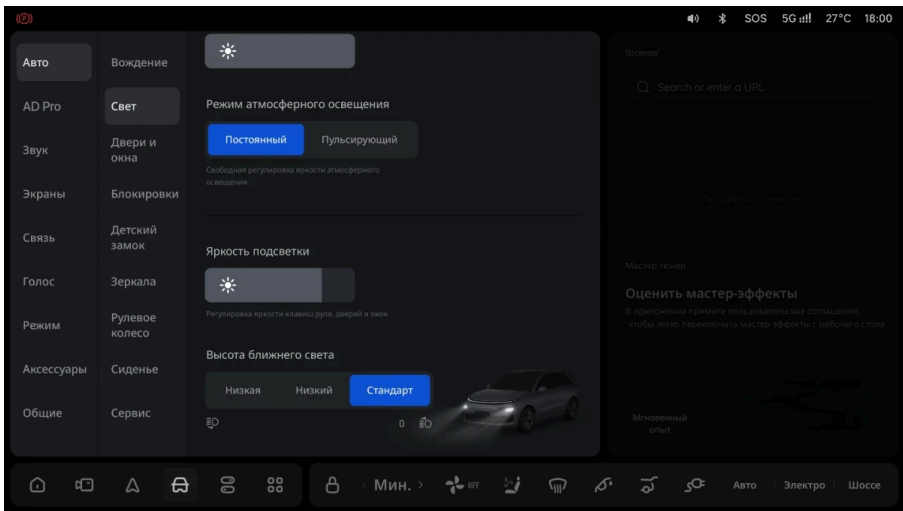 SOS 5G 27°C 18:00
Авто
AD Pro
Звук
Экраны
Связь
Голос
Режим
Аксессуары
Общие
Вождение
Свет
Двери и
окна
Блокировки
Детский
замок
Зеркала
Рулевое
колесо
Сиденье
Сервис
Режим атмосферного освещения
Постоянный Пульсирующий
Свободная регулировка яркости атмосферного
освещения
Яркость подсветки
Регулировка яркости клавиш руля, дверей и окон
Высота ближнего света
Низкая Низкий Стандарт
0
Browser
Search or enter a URL
Мастер-тюнер
Оценить мастер-эффекты
В приложении примите пользовательское соглашение,
чтобы легко переключать мастер-эффекты с рабочего стола.
Мгновенный
опыт
Мин. OFF Авто Электро Шоссе